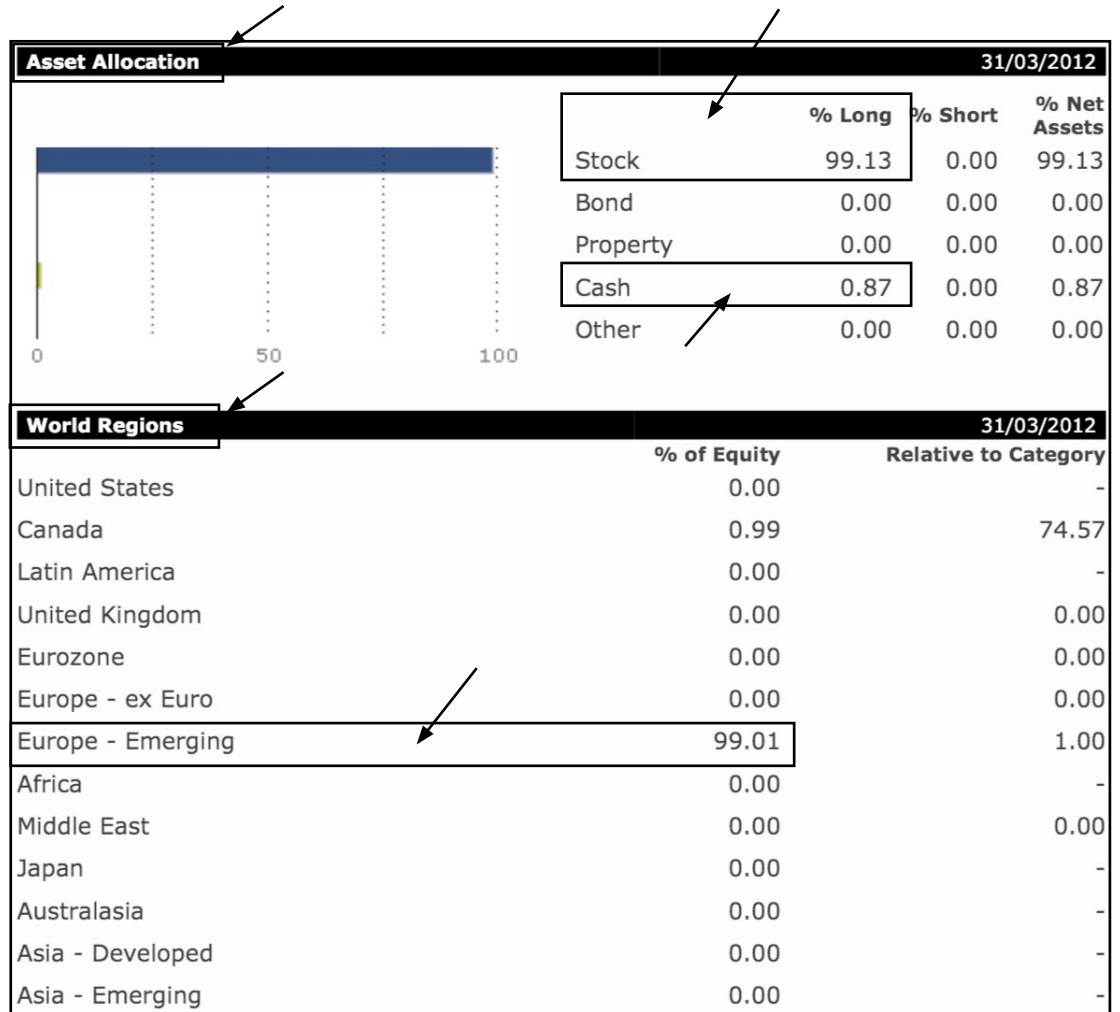 Asset Allocation 31/03/2012
% Long % Short % Net Assets
Stock 99.13 0.00 99.13
Bond 0.00 0.00 0.00
Property 0.00 0.00 0.00
Cash 0.87 0.00 0.87
Other 0.00 0.00 0.00
0 50 100
World Regions 31/03/2012
% of Equity Relative to Category
United States 0.00 -
Canada 0.99 74.57
Latin America 0.00 -
United Kingdom 0.00 0.00
Eurozone 0.00 0.00
Europe - ex Euro 0.00 0.00
Europe - Emerging 99.01 1.00
Africa 0.00 -
Middle East 0.00 0.00
Japan 0.00 -
Australasia 0.00 -
Asia - Developed 0.00 -
Asia - Emerging 0.00 -